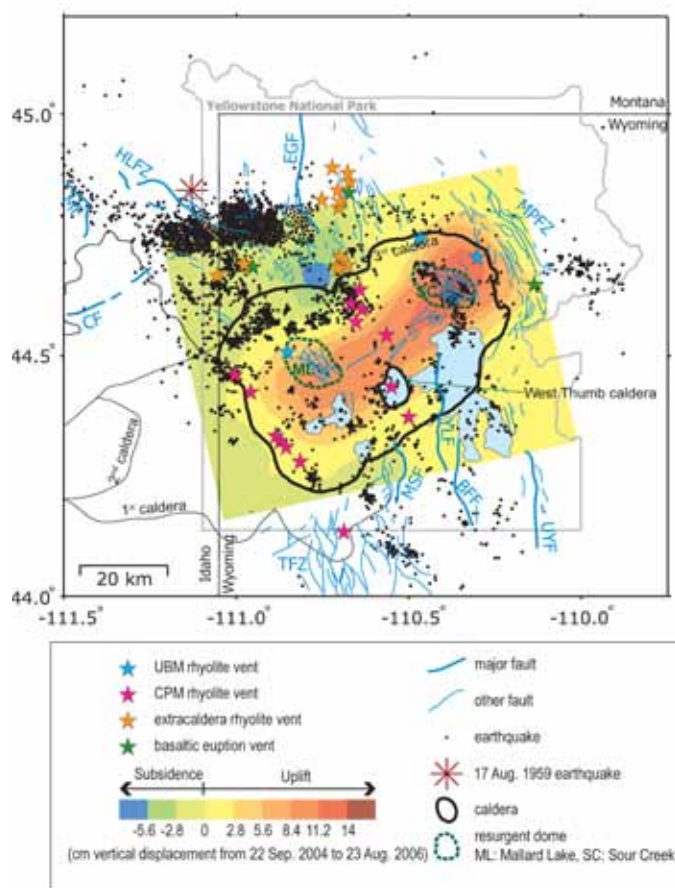 Montana
Wyoming
Yellowstone National Park
45.0°
HLFZ
EGF
MPFZ
3rd caldera
CF
44.5°
ML
West Thumb caldera
2nd caldera
1st caldera
MSF
BFF
UYF
TFZ
Idaho
Wyoming
20 km
44.0°
-111.5° -111.0° -110.5° -110.0°
UBM rhyolite vent
CPM rhyolite vent
extracaldera rhyolite vent
basaltic euption vent
major fault
other fault
earthquake
17 Aug. 1959 earthquake
caldera
resurgent dome
ML: Mallard Lake, SC: Sour Creek
Subsidence Uplift
-5.6 -2.8 0 2.8 5.6 8.4 11.2 14
(cm vertical displacement from 22 Sep. 2004 to 23 Aug. 2006)